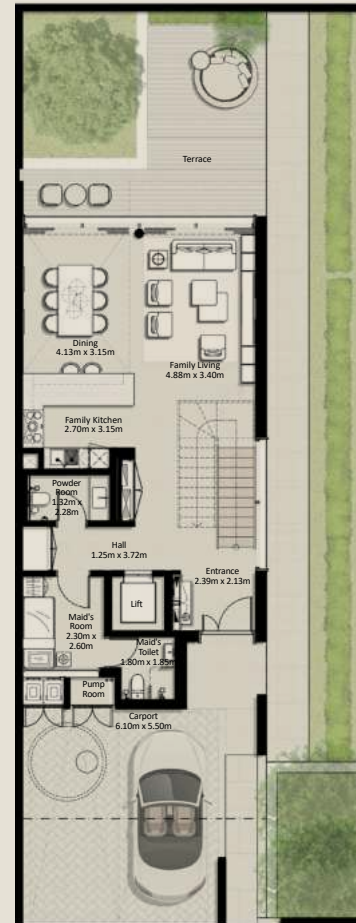 Terrace
Dining
4.13m x 3.15m
Family Living
4.88m x 3.40m
Family Kitchen
2.70m x 3.15m
Powder
Room
1.32m x
2.28m
Hall
1.25m x 3.72m
Entrance
2.39m x 2.13m
Lift
Maid's
Room
2.30m x
2.60m
Maid's
Toilet
1.80m x 1.85m
Pump
Room
Carport
6.10m x 5.50m